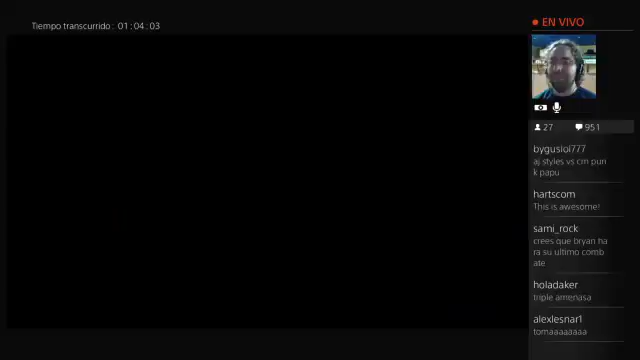 Tiempo transcurrido: 01:04:03
EN VIVO
27
951
bygusioi777
aj styles vs cm pun
k papu
hartscom
This is awesome!
sami_rock
crees que bryan ha
ra su ultimo comb
ate
holadaker
triple amenasa
alexlesnar1
tomaaaaaaaa